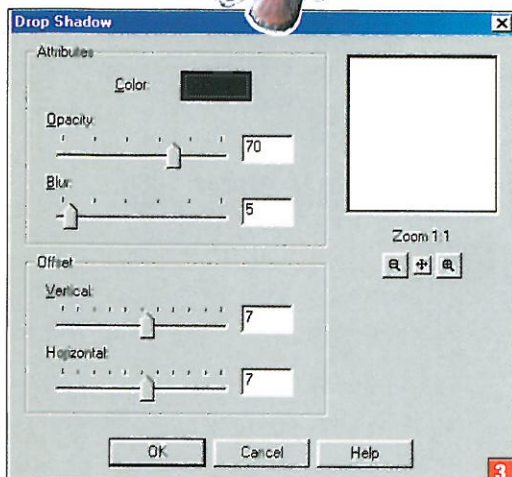 Drop Shadow
Attributes
Color:
Opacity:
70
Blur:
5
Zoom 1:1
Offset
Vertical:
7
Horizontal:
7
OK Cancel Help
3